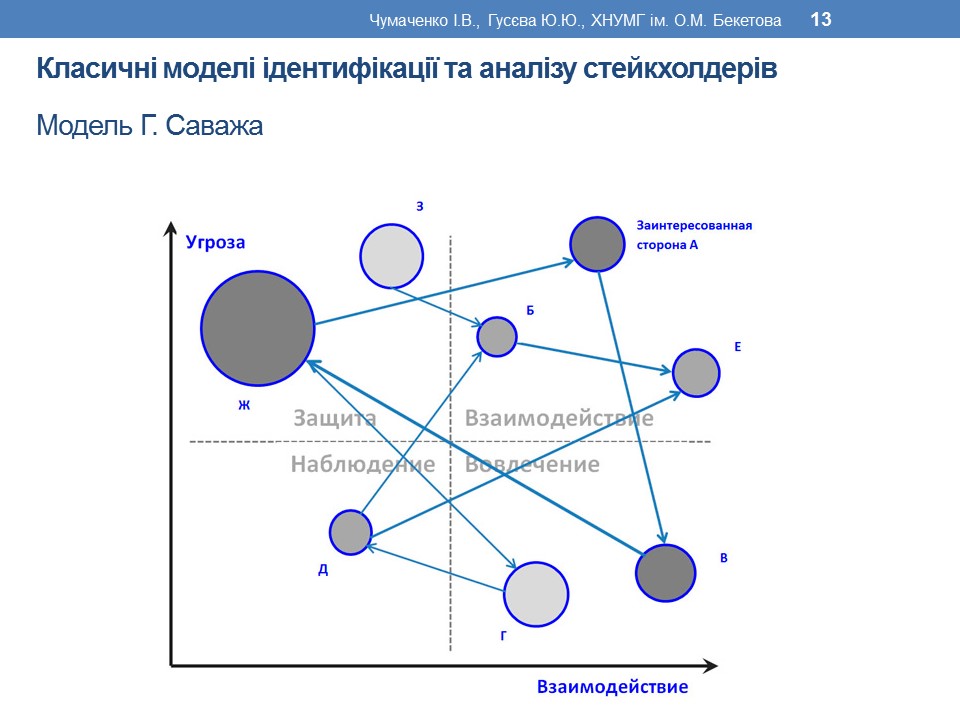 Чумаченко І.В., Гусєва Ю.Ю., ХНУМГ ім. О.М. Бекетова 13
Класичні моделі ідентифікації та аналізу стейкхолдерів
Модель Г. Саважа
З
Угроза
Заинтересованная
сторона А
Б
Е
Ж
Защита
Взаимодействие
Наблюдение
Вовлечение
Д
В
Г
Взаимодействие